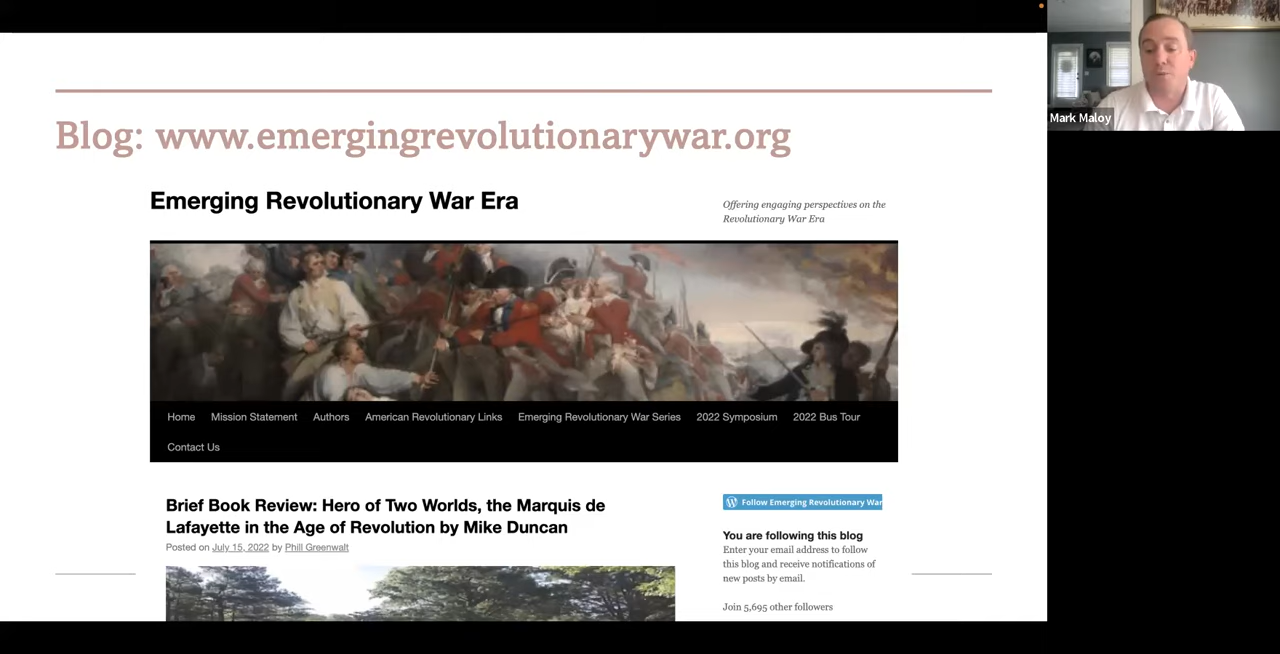 Blog: www.emergingrevolutionarywar.org
Emerging Revolutionary War Era
Offering engaging perspectives on the
Revolutionary War Era
Home Mission Statement Authors American Revolutionary Links Emerging Revolutionary War Series 2022 Symposium 2022 Bus Tour
Contact Us
Brief Book Review: Hero of Two Worlds, the Marquis de
Lafayette in the Age of Revolution by Mike Duncan
Posted on July 15, 2022 by Phill Greenwalt
Follow Emerging Revolutionary War
You are following this blog
Enter your email address to follow
this blog and receive notifications of
new posts by email.
Join 5,695 other followers
Mark Maloy